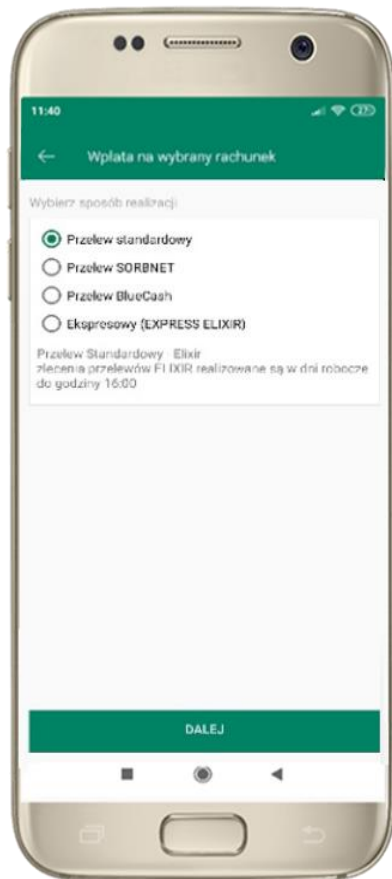 11:40
Wpłata na wybrany rachunek
Wybierz sposób realizacji
Przelew standardowy
Przelew SORBNET
Przelew BlueCash
Ekspresowy (EXPRESS ELIXIR)
Przelew Standardowy - Elixir
zlecenia przelewów ELIXIR realizowane są w dni robocze
do godziny 16:00
DALEJ